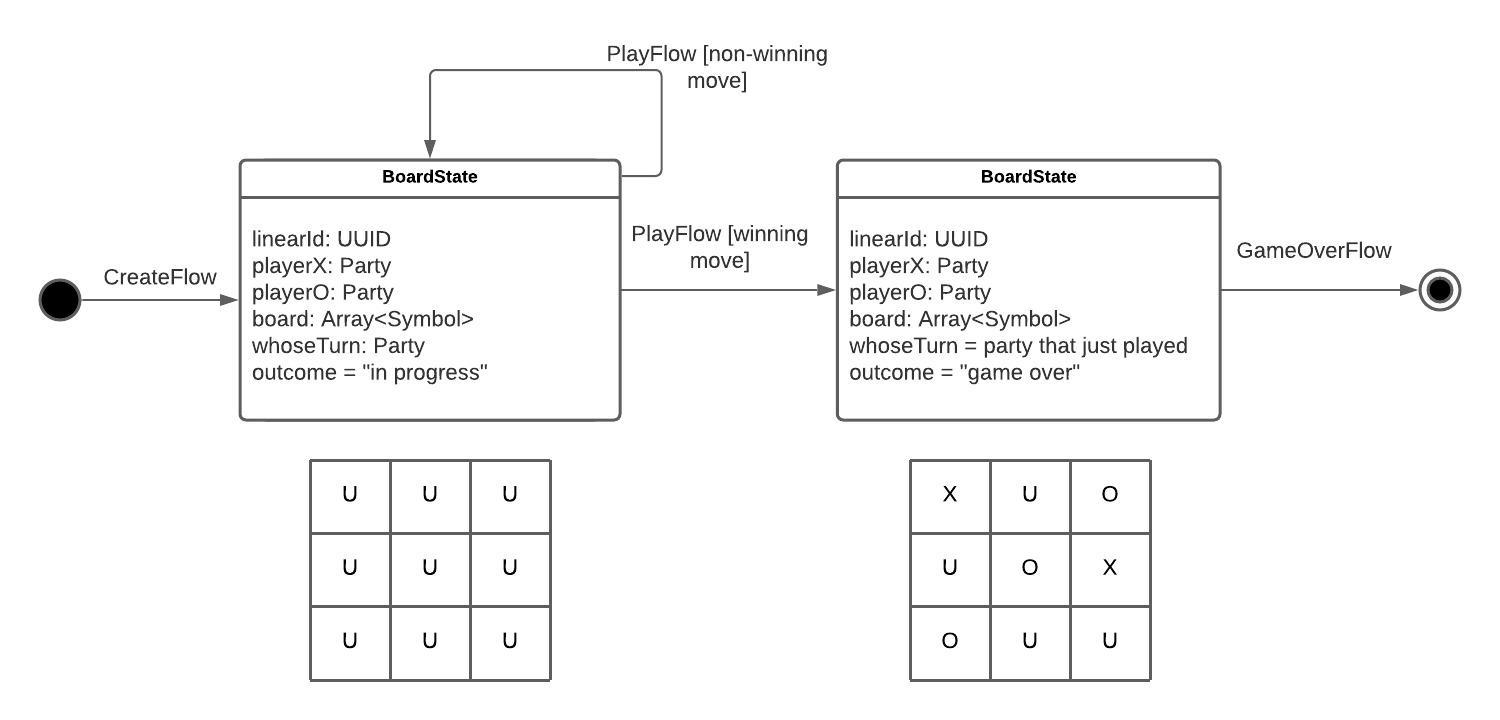 PlayFlow [non-winning
move]
BoardState
BoardState
linearId: UUID
playerX: Party
playerO: Party
board: Array<Symbol>
whoseTurn: Party
outcome = "in progress"
CreateFlow
PlayFlow [winning
move]
linearId: UUID
playerX: Party
playerO: Party
board: Array<Symbol>
whoseTurn = party that just played
outcome = "game over"
GameOverFlow
U U U
U U U
U U U
X U O
U O X
O U U